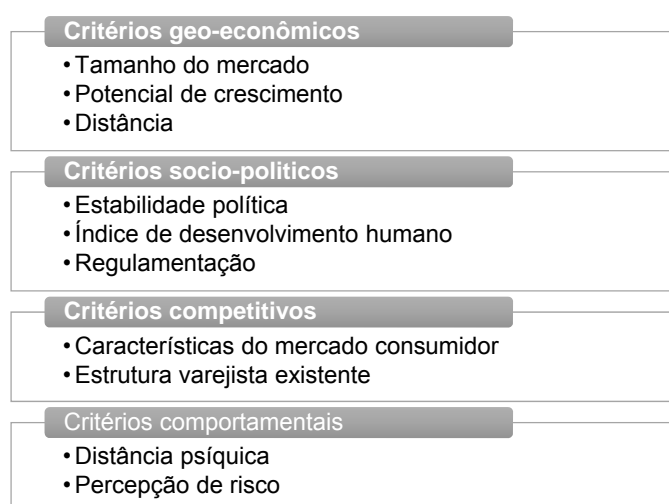 Critérios geo-econômicos
•Tamanho do mercado
•Potencial de crescimento
•Distância
Critérios socio-politicos
•Estabilidade política
•Índice de desenvolvimento humano
•Regulamentação
Critérios competitivos
•Características do mercado consumidor
•Estrutura varejista existente
Critérios comportamentais
•Distância psíquica
•Percepção de risco